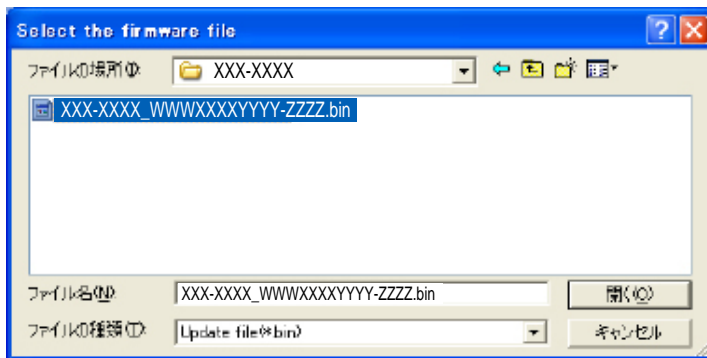 Select the firmware file
ファイルの場所(I):
XXX-XXXX
XXX-XXXX_WWWXXXXYYYY-ZZZZ.bin
ファイル名(N):
XXX-XXXX_WWWXXXXYYYY-ZZZZ.bin
開く(O)
ファイルの種類(T):
Update file(*bin)
キャンセル